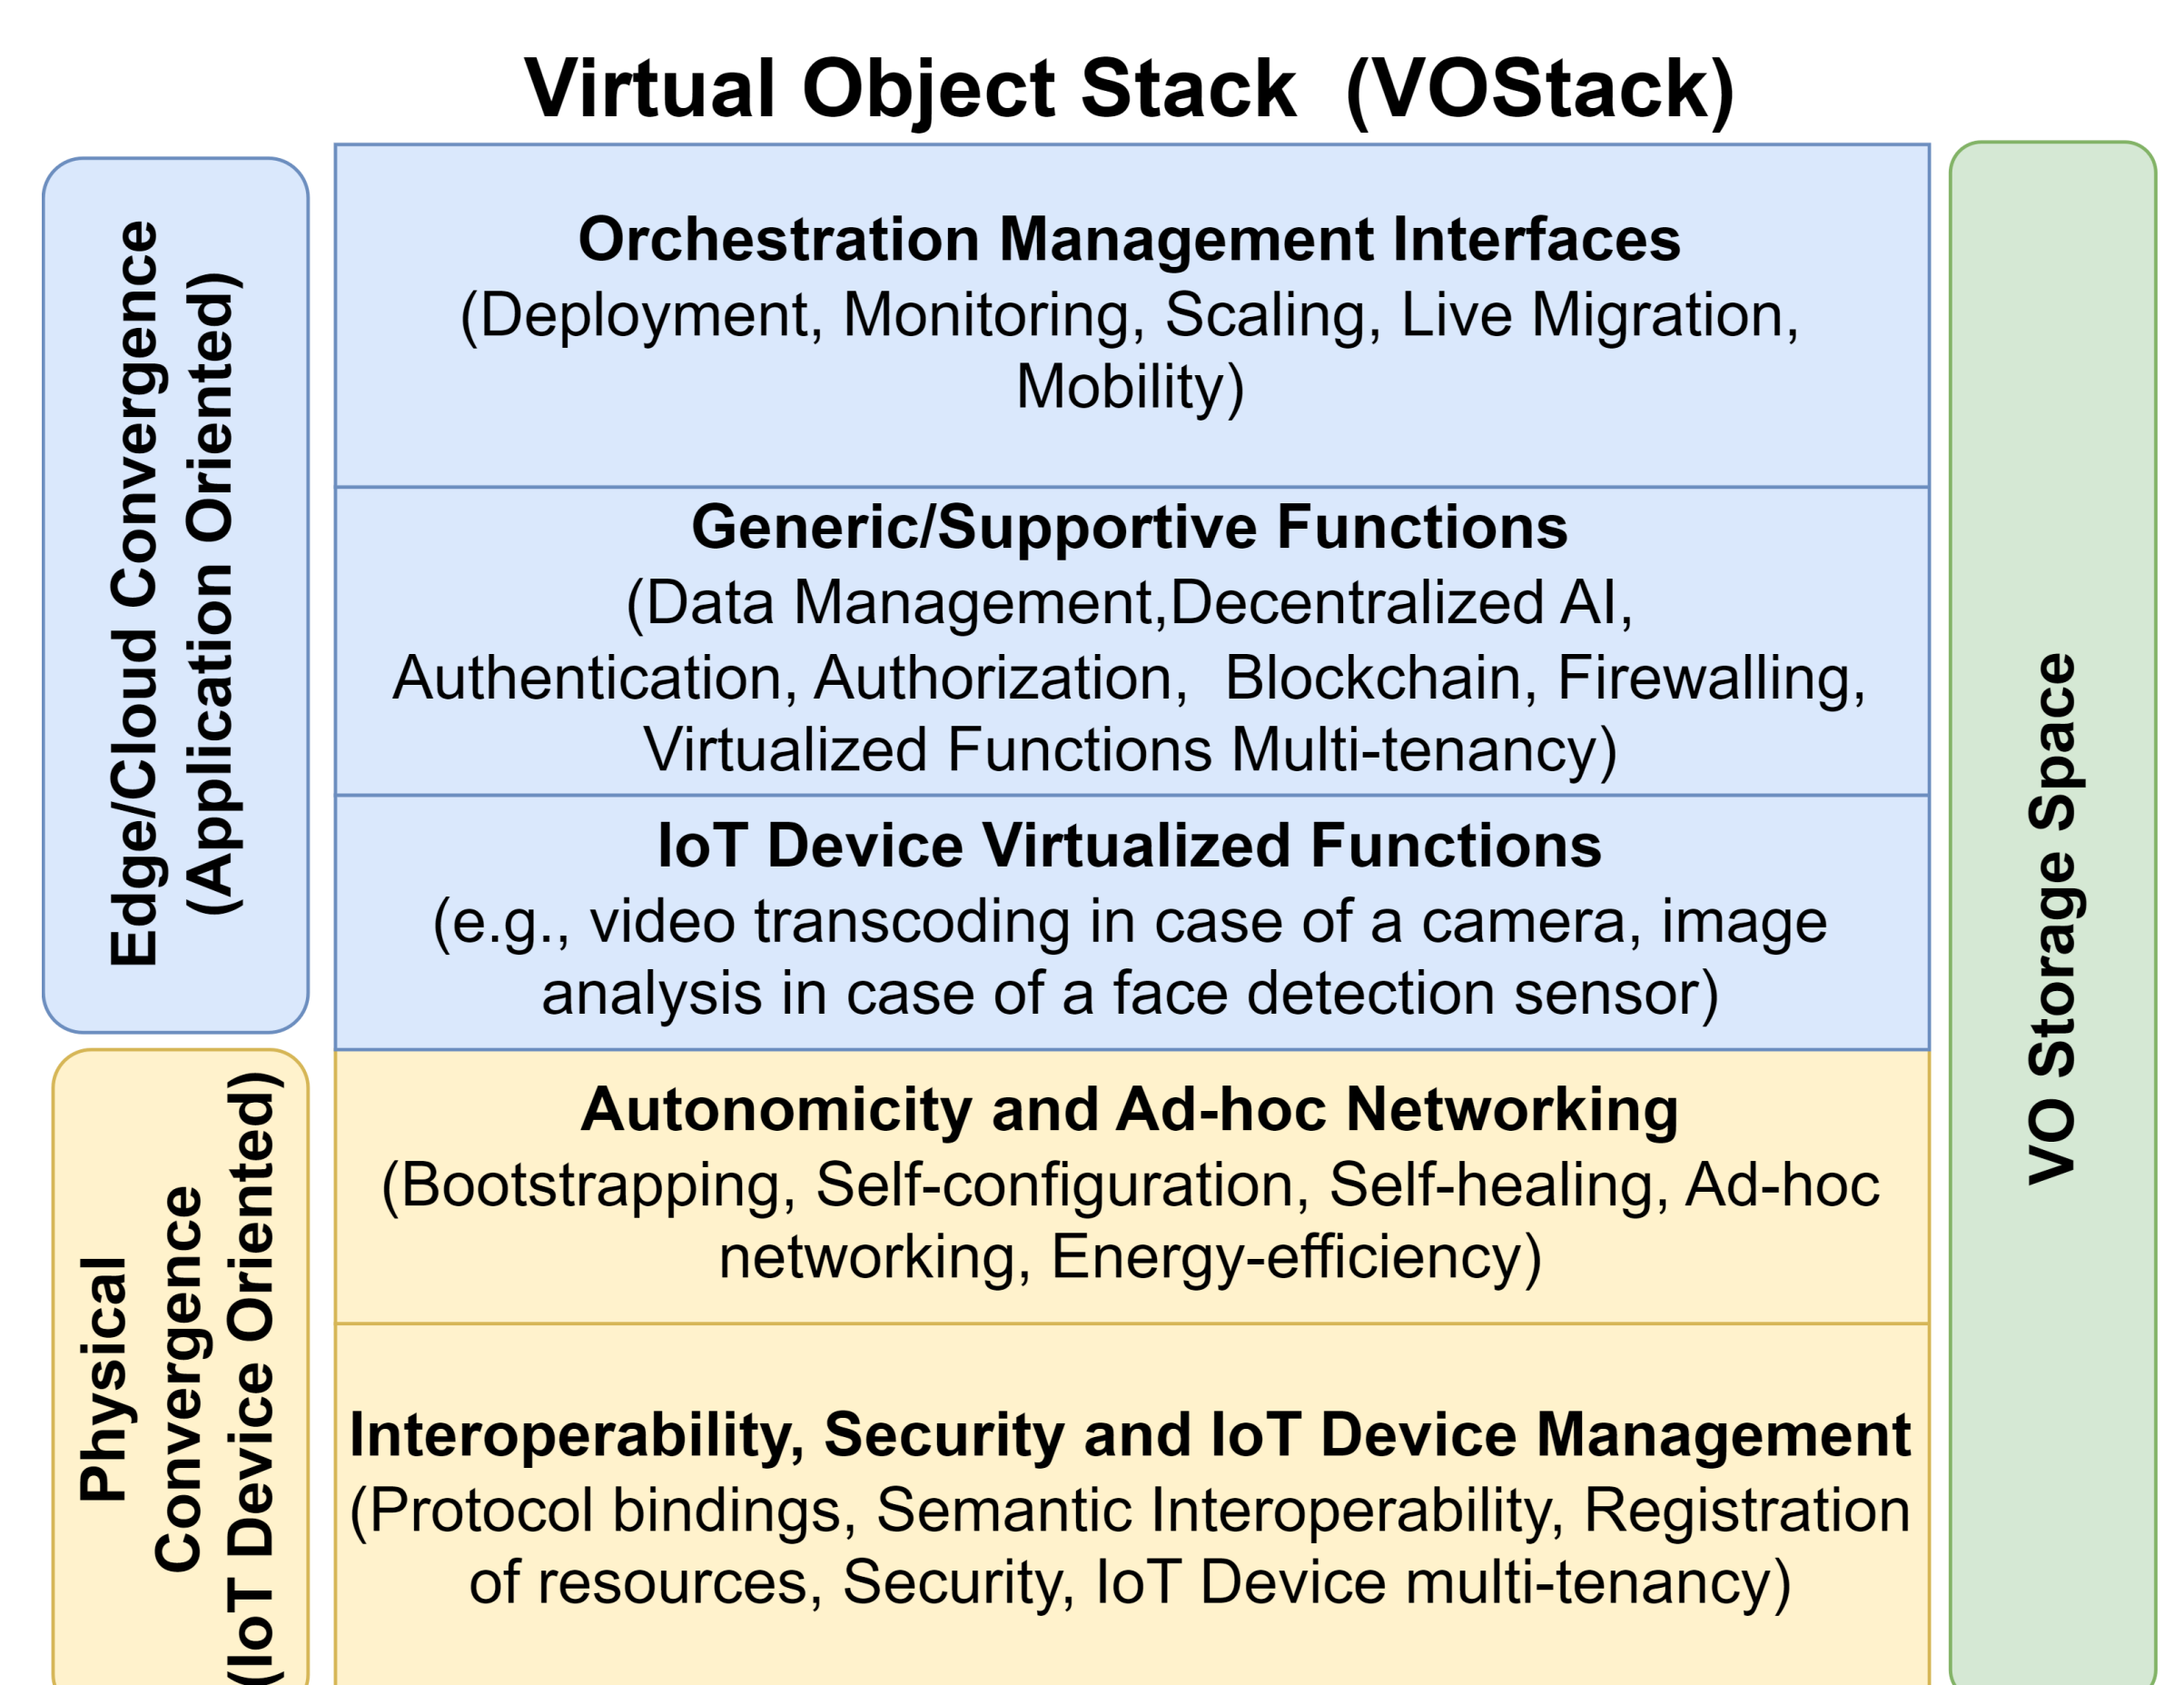 Virtual Object Stack  (VOStack)
Edge/Cloud Convergence
(Application Oriented)
Orchestration Management Interfaces
(Deployment, Monitoring, Scaling, Live Migration,
Mobility)
Generic/Supportive Functions
(Data Management,Decentralized AI,
Authentication, Authorization,  Blockchain, Firewalling,
Virtualized Functions Multi-tenancy)
IoT Device Virtualized Functions
(e.g., video transcoding in case of a camera, image
analysis in case of a face detection sensor)
Physical
Convergence
(IoT Device Oriented)
Autonomicity and Ad-hoc Networking
(Bootstrapping, Self-configuration, Self-healing, Ad-hoc
networking, Energy-efficiency)
Interoperability, Security and IoT Device Management
(Protocol bindings, Semantic Interoperability, Registration
of resources, Security, IoT Device multi-tenancy)
VO Storage Space